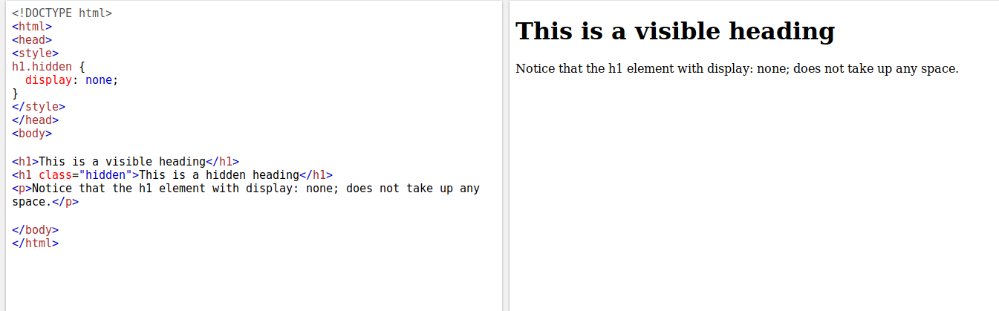 <!DOCTYPE html>
<html>
<head>
<style>
h1.hidden {
  display: none;
}
</style>
</head>
<body>

<h1>This is a visible heading</h1>
<h1 class="hidden">This is a hidden heading</h1>
<p>Notice that the h1 element with display: none; does not take up any
space.</p>

</body>
</html>
This is a visible heading
Notice that the h1 element with display: none; does not take up any space.